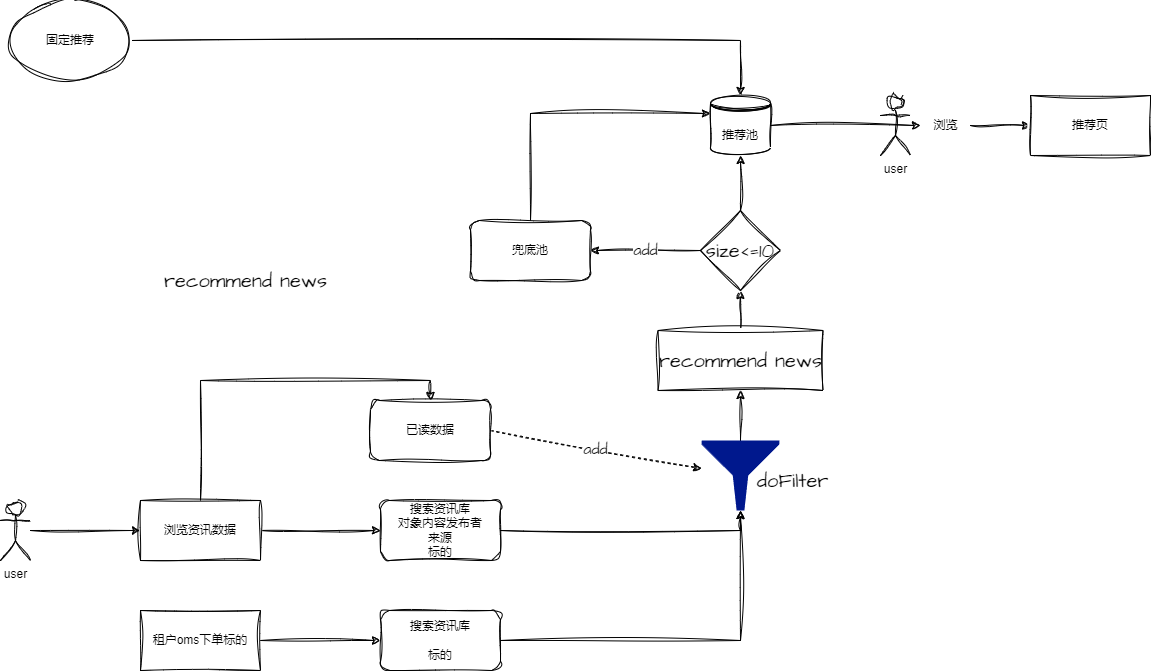 固定推荐
推荐池
浏览
推荐页
user
兜底池
add
size<=10
recommend news
recommend news
已读数据
add
doFilter
浏览资讯数据
搜索资讯库
对象内容发布者
来源
标的
user
租户oms下单标的
搜索资讯库
标的